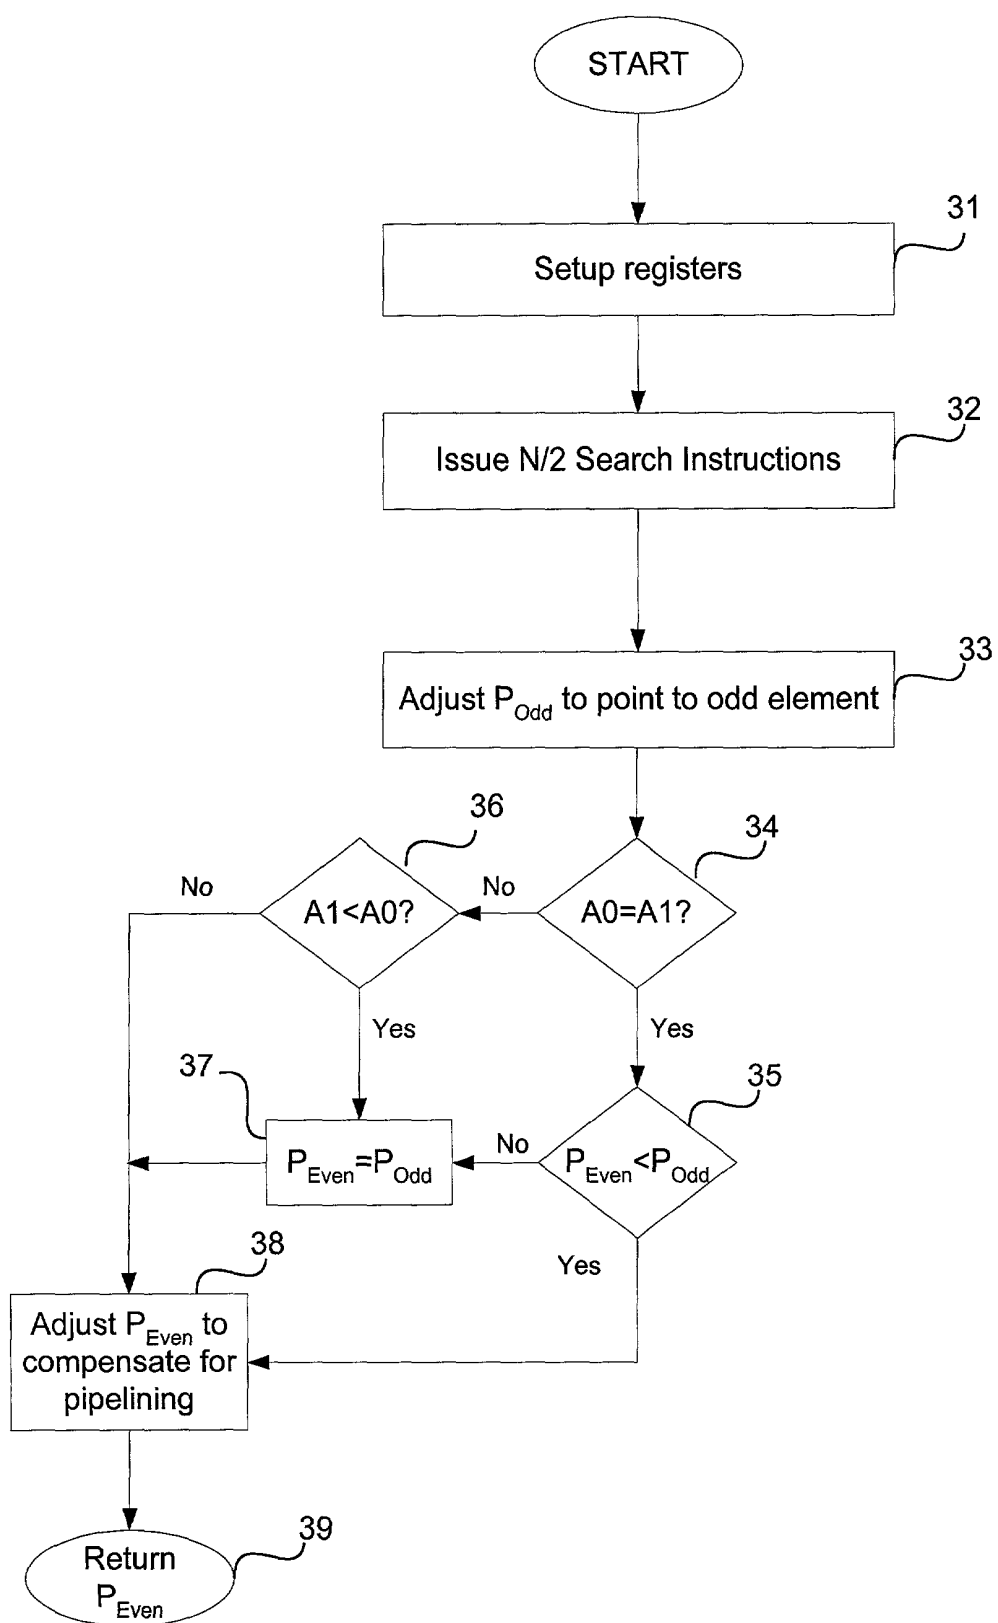 START
31
Setup registers
32
Issue N/2 Search Instructions
33
Adjust P_Odd to point to odd element
36
34
No
A1<A0?
No
A0=A1?
Yes
Yes
37
35
P_Even=P_Odd
No
P_Even<P_Odd
38
Yes
Adjust P_Even to
compensate for
pipelining
39
Return
P_Even